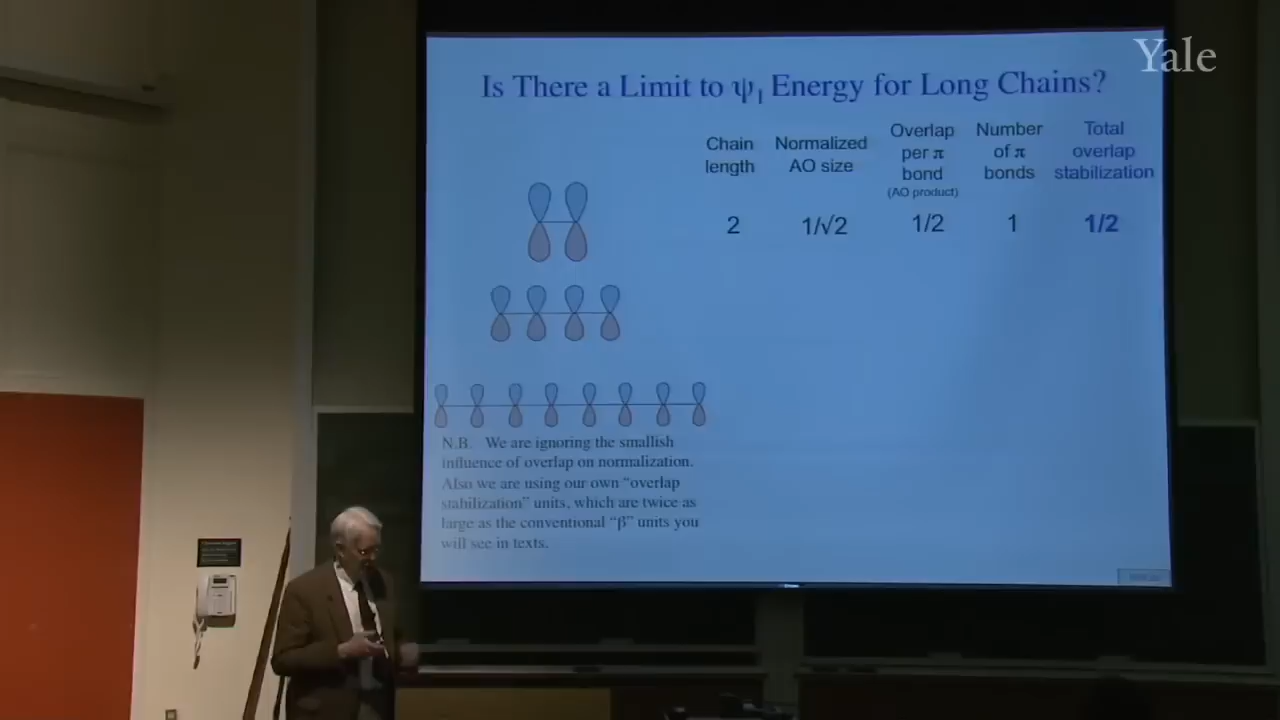 Yale
Is There a Limit to ψ1 Energy for Long Chains?
Chain
length
Normalized
AO size
Overlap
per π
bond
(AO product)
Number
of π
bonds
Total
overlap
stabilization
2 1/√2 1/2 1 1/2
N.B. We are ignoring the smallish
influence of overlap on normalization.
Also we are using our own “overlap
stabilization” units, which are twice as
large as the conventional “β” units you
will see in texts.